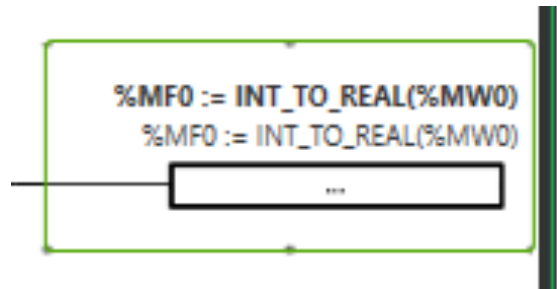 %MF0 := INT_TO_REAL(%MW0)
%MF0 := INT_TO_REAL(%MW0)
...